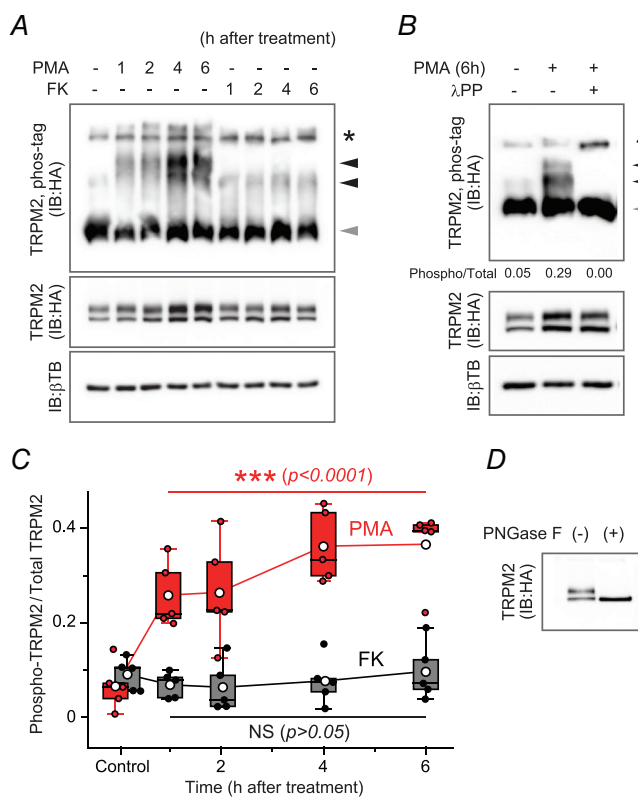 A
(h after treatment)
PMA - 1 2 4 6 - - - -
FK - - - - - 1 2 4 6
TRPM2, phos-tag
(IB:HA)
*
TRPM2
(IB:HA)
IB:βTB
B
PMA (6h) - + +
λPP - - +
TRPM2, phos-tag
(IB:HA)
Phospho/Total 0.05 0.29 0.00
TRPM2
(IB:HA)
IB:βTB
C
*** (p<0.0001)
PMA
FK
NS (p>0.05)
Phospho-TRPM2/Total TRPM2
0.4
0.2
0
Control 2 4 6
Time (h after treatment)
D
PNGase F (-) (+)
TRPM2
(IB:HA)